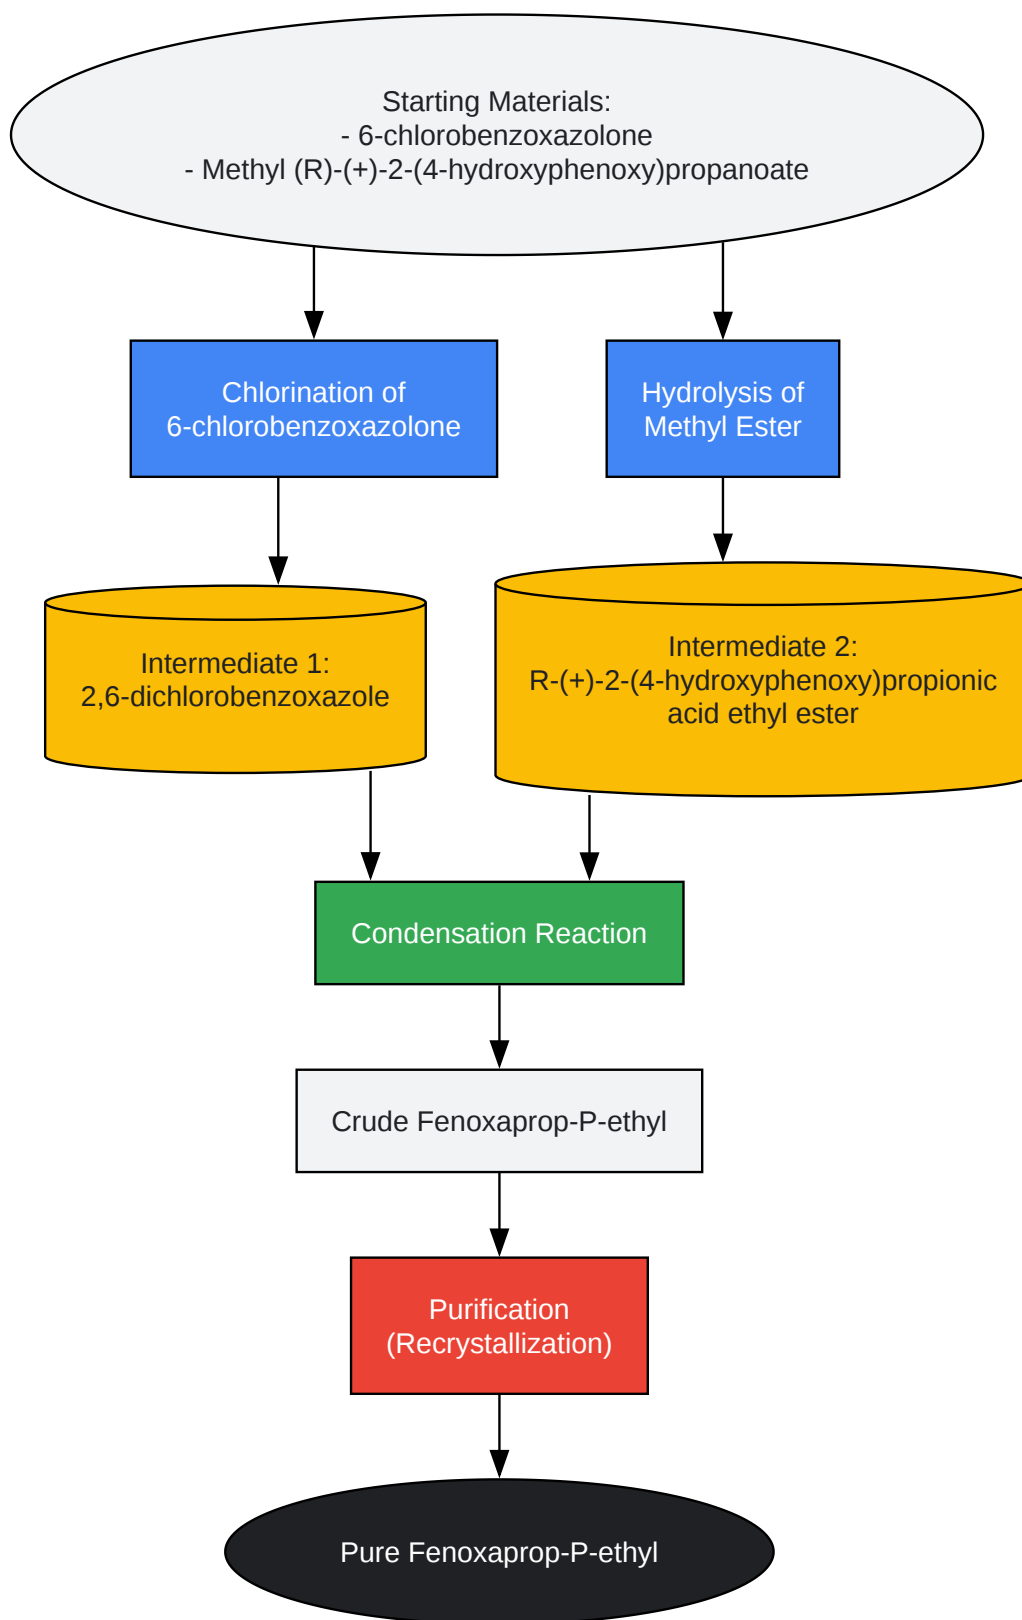 Starting Materials:
- 6-chlorobenzoxazolone
- Methyl (R)-(+)-2-(4-hydroxyphenoxy)propanoate
Chlorination of
6-chlorobenzoxazolone
Hydrolysis of
Methyl Ester
Intermediate 1:
2,6-dichlorobenzoxazole
Intermediate 2:
R-(+)-2-(4-hydroxyphenoxy)propionic
acid ethyl ester
Condensation Reaction
Crude Fenoxaprop-P-ethyl
Purification
(Recrystallization)
Pure Fenoxaprop-P-ethyl